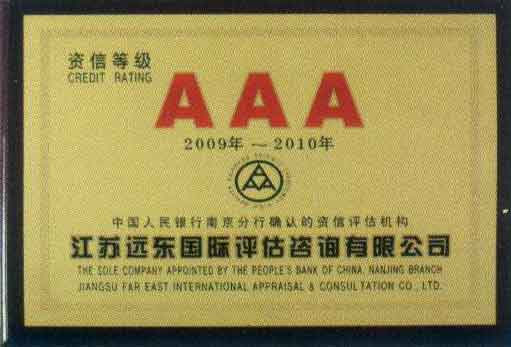 资信等级
CREDIT RATING
AAA
2009年—2010年
中国人民银行南京分行确认的资信评估机构
江苏远东国际评估咨询有限公司
THE SOLE COMPANY APPOINTED BY THE PEOPLE'S BANK OF CHINA, NANJING BRANCH
JIANGSU FAR EAST INTERNATIONAL APPRAISAL & CONSULTATION CO., LTD.